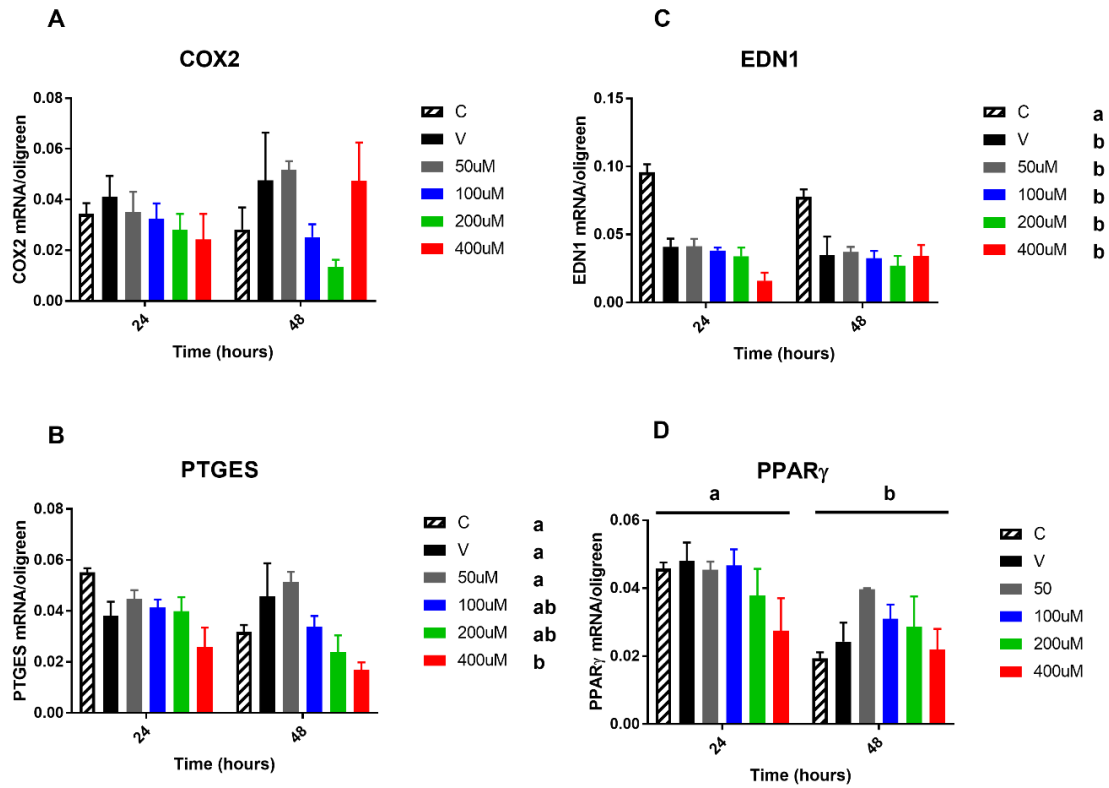 A
COX2
COX2 mRNA/oligreen
0.08
0.06
0.04
0.02
0.00
24
48
Time (hours)
C
V
50uM
100uM
200uM
400uM
C
EDN1
EDN1 mRNA/oligreen
0.15
0.10
0.05
0.00
24
48
Time (hours)
C a
V b
50uM b
100uM b
200uM b
400uM b
B
PTGES
PTGES mRNA/oligreen
0.08
0.06
0.04
0.02
0.00
24
48
Time (hours)
C a
V a
50uM a
100uM ab
200uM ab
400uM b
D
PPARγ
a b
PPARγ mRNA/oligreen
0.06
0.04
0.02
0.00
24
48
Time (hours)
C
V
50
100uM
200uM
400uM